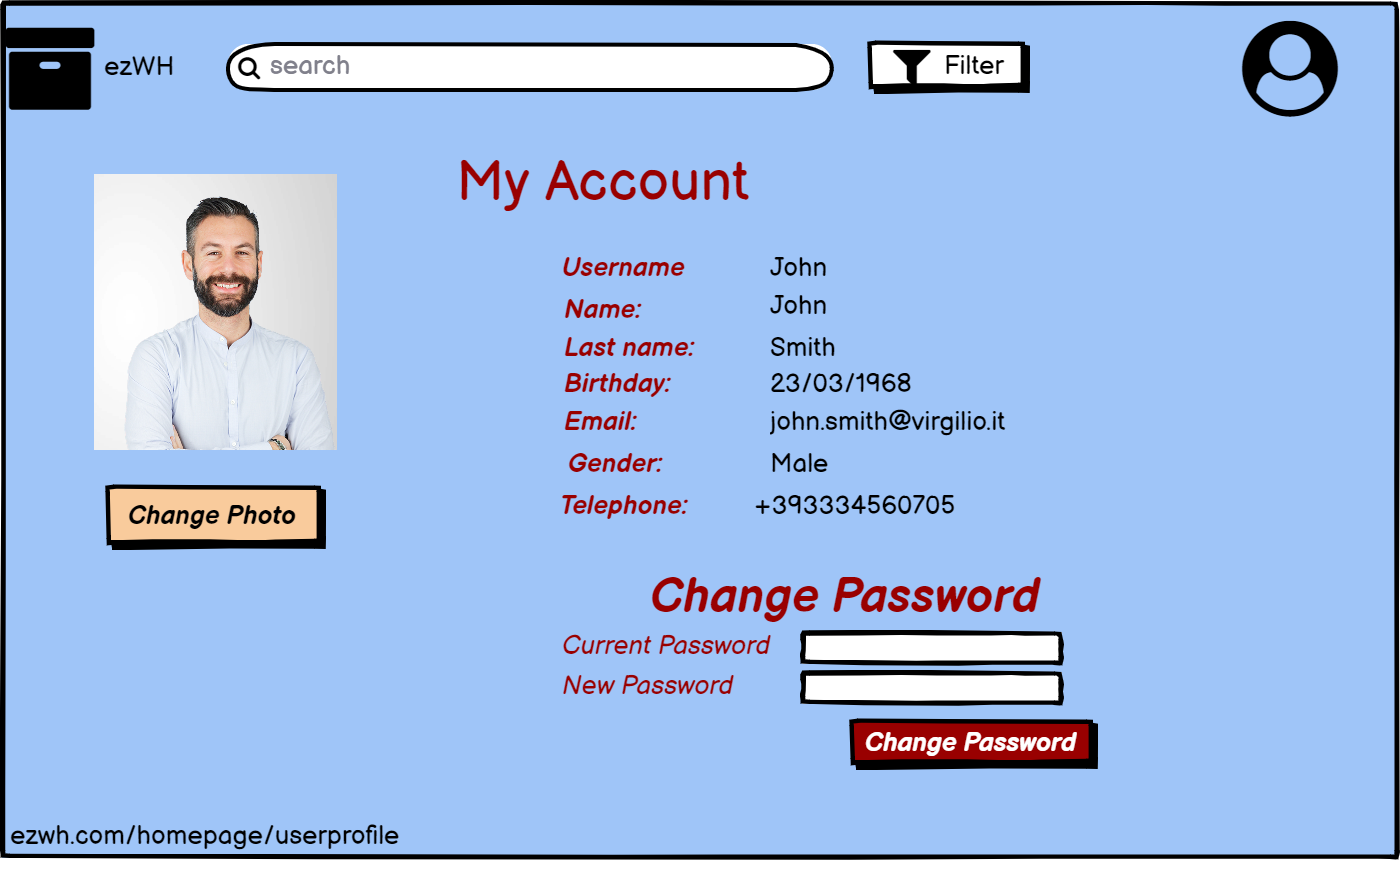 ezWH
search
Filter
My Account
Username John
Name: John
Last name: Smith
Birthday: 23/03/1968
Email: john.smith@virgilio.it
Gender: Male
Telephone: +393334560705
Change Photo
Change Password
Current Password
New Password
Change Password
ezwh.com/homepage/userprofile